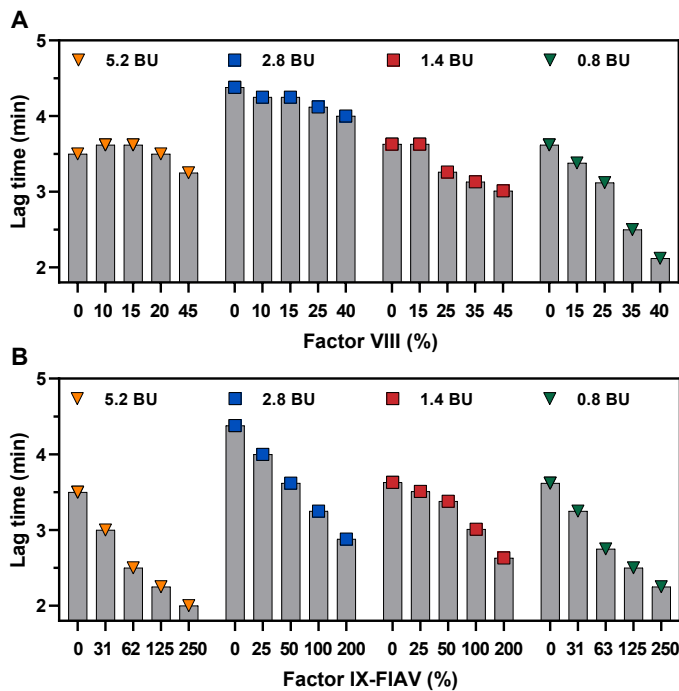 A
5.2 BU 2.8 BU 1.4 BU 0.8 BU
Lag time (min)
5
4
3
2
0 10 15 20 45 0 10 15 25 40 0 15 25 35 45 0 15 25 35 40
Factor VIII (%)
B
5.2 BU 2.8 BU 1.4 BU 0.8 BU
Lag time (min)
5
4
3
2
0 31 62 125 250 0 25 50 100 200 0 25 50 100 200 0 31 63 125 250
Factor IX-FIAV (%)